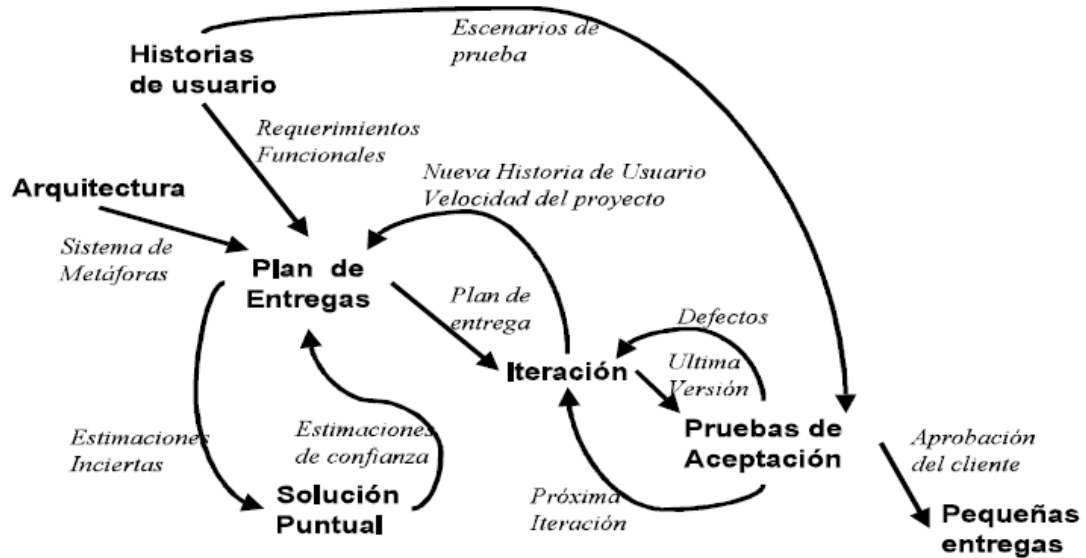 Escenarios de
prueba
Historias
de usuario
Requerimientos
Funcionales
Nueva Historia de Usuario
Velocidad del proyecto
Arquitectura
Sistema de
Metáforas
Plan de
Entregas
Plan de
entrega
Defectos
Iteración
Ultima
Versión
Pruebas de
Aceptación
Estimaciones
Inciertas
Estimaciones
de confianza
Aprobación
del cliente
Solución
Puntual
Próxima
Iteración
Pequeñas
entregas